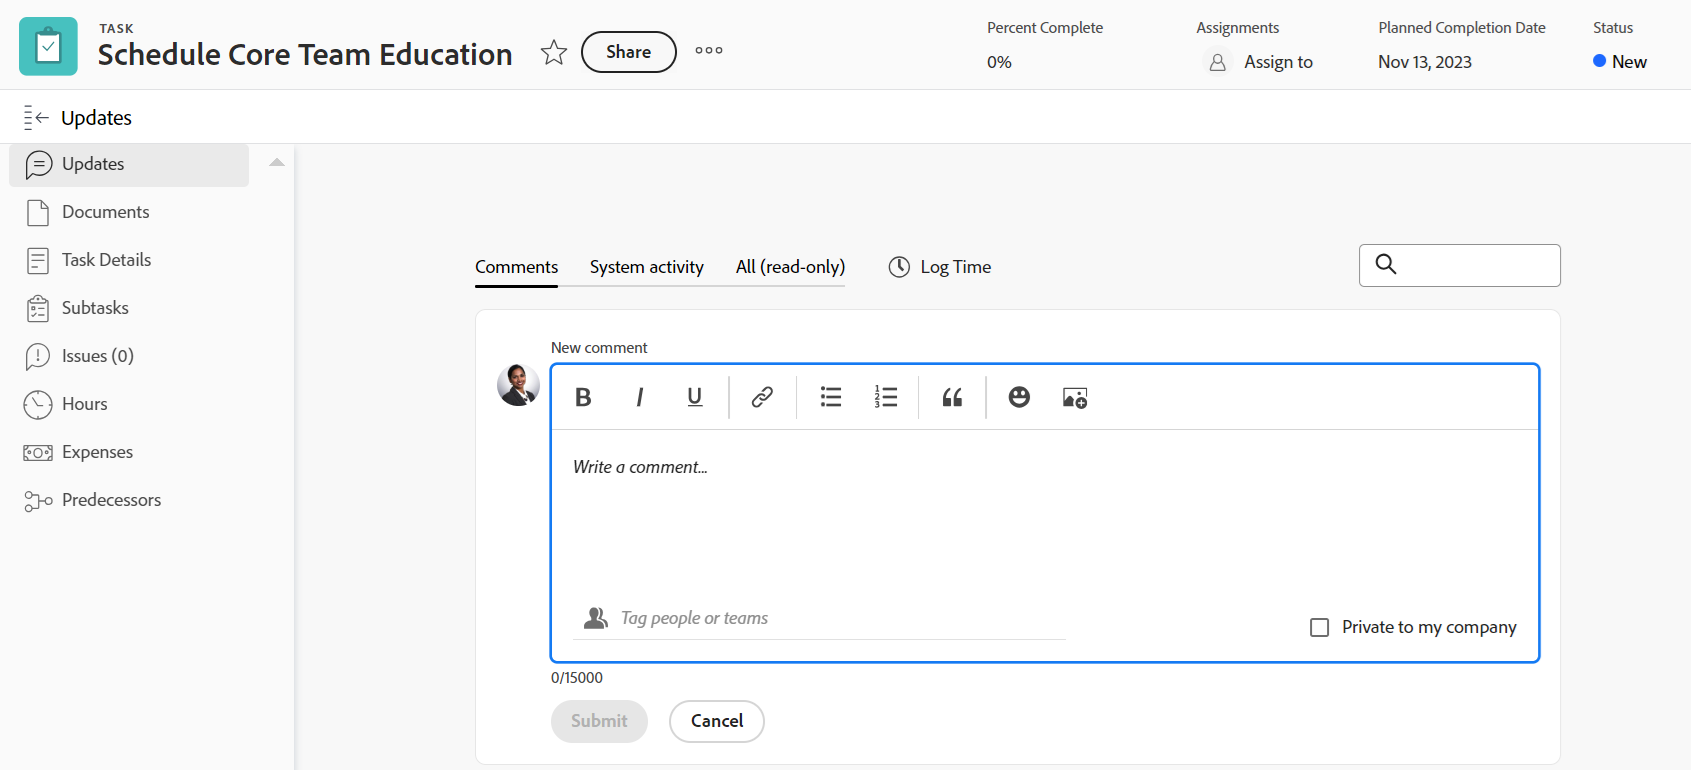 TASK
Schedule Core Team Education
Share
Percent Complete
0%
Assignments
Assign to
Planned Completion Date
Nov 13, 2023
Status
New
Updates
Updates
Documents
Task Details
Subtasks
Issues (0)
Hours
Expenses
Predecessors
Comments
System activity
All (read-only)
Log Time
New comment
B I U
Write a comment...
Tag people or teams
Private to my company
0/15000
Submit
Cancel